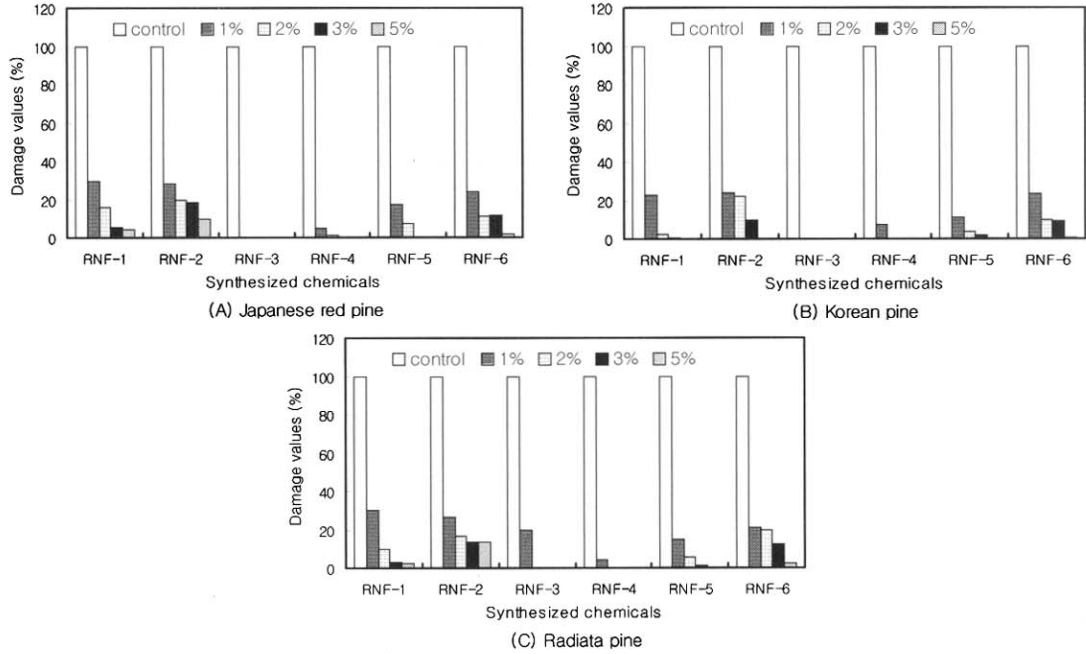 120
100
80
60
40
20
0
Damage values (%)
control 1% 2% 3% 5%
RNF-1 RNF-2 RNF-3 RNF-4 RNF-5 RNF-6
Synthesized chemicals
(A) Japanese red pine
120
100
80
60
40
20
0
Damage values (%)
control 1% 2% 3% 5%
RNF-1 RNF-2 RNF-3 RNF-4 RNF-5 RNF-6
Synthesized chemicals
(B) Korean pine
120
100
80
60
40
20
0
Damage values (%)
control 1% 2% 3% 5%
RNF-1 RNF-2 RNF-3 RNF-4 RNF-5 RNF-6
Synthesized chemicals
(C) Radiata pine